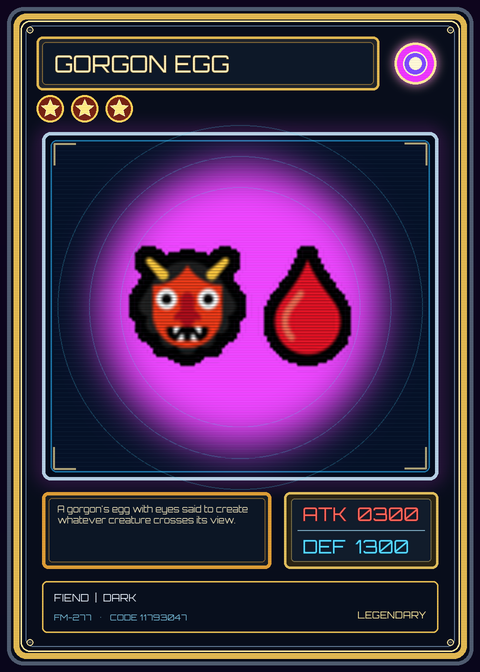 GORGON EGG
A gorgon's egg with eyes said to create
whatever creature crosses its view.
ATK 0300
DEF 1300
FIEND | DARK
FM-277 · CODE 11793047
LEGENDARY